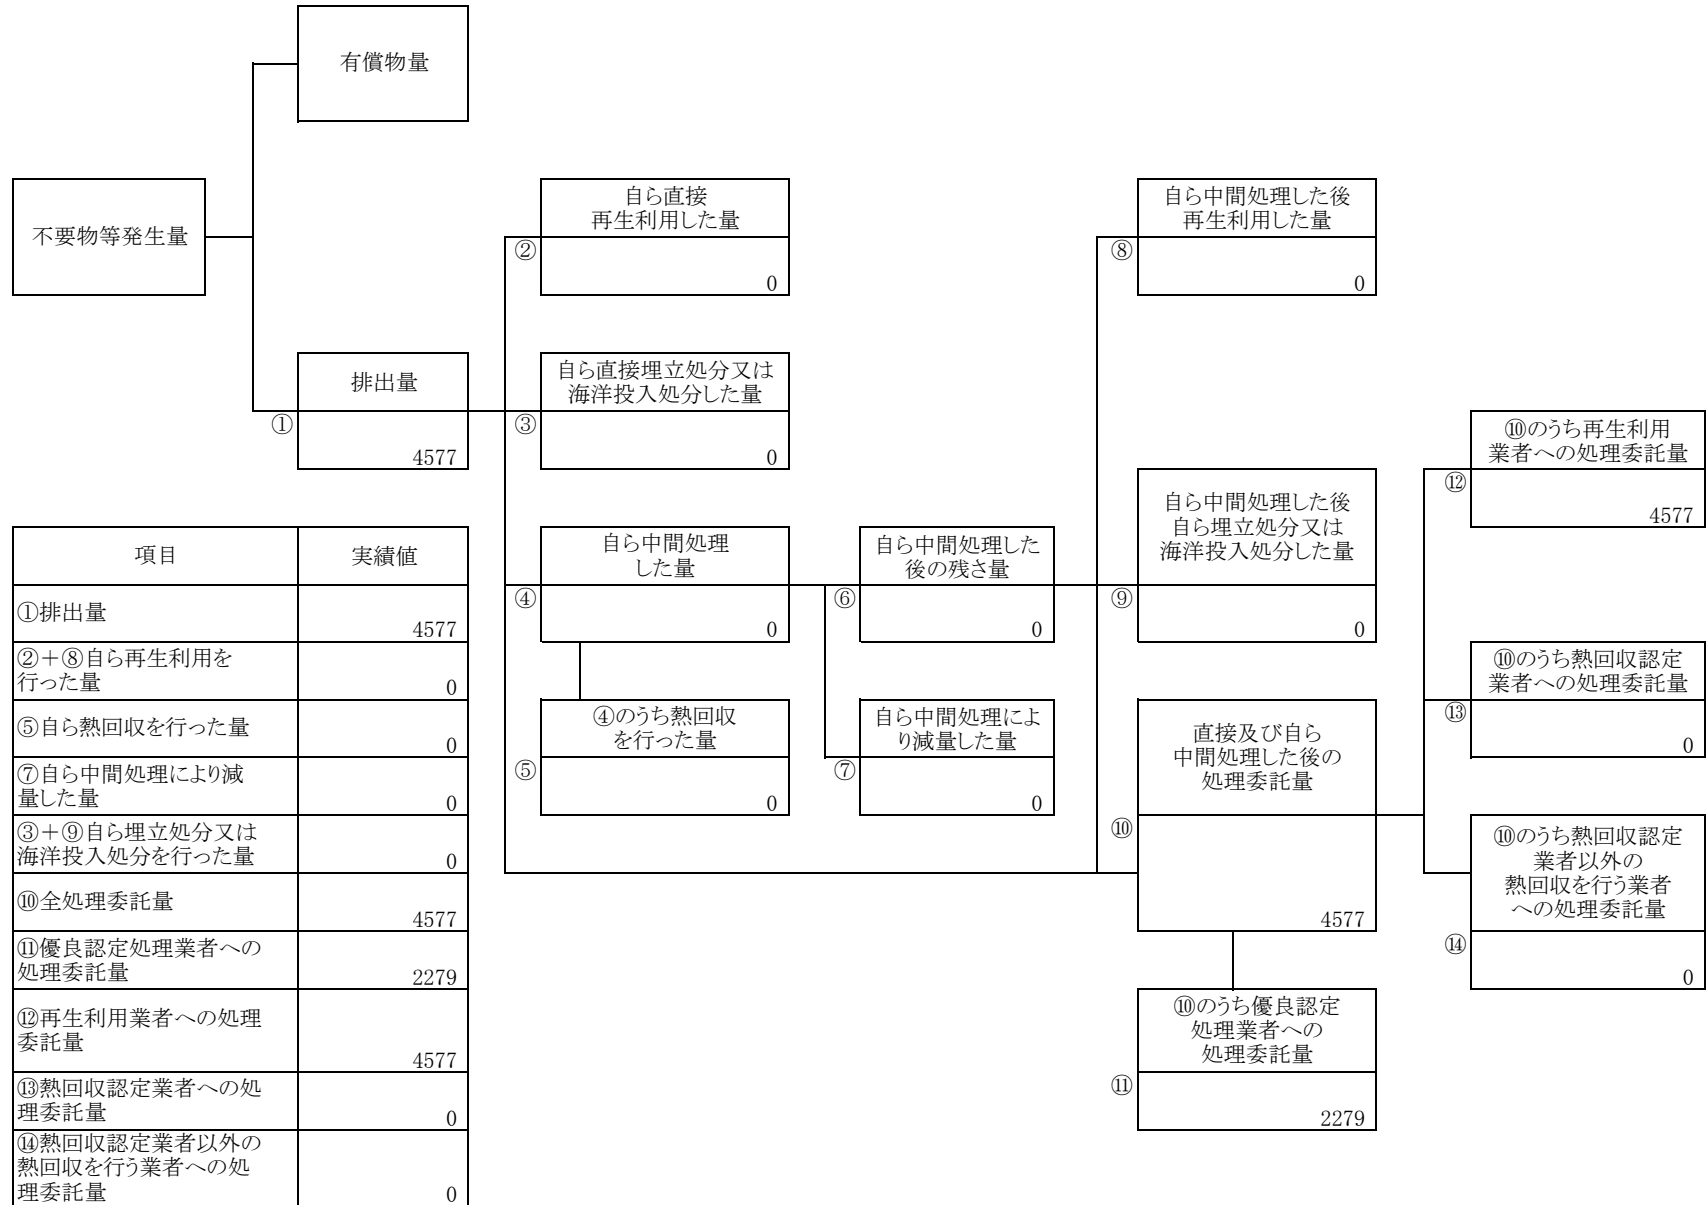 有償物量
不要物等発生量
自ら直接
再生利用した量
②
0
自ら中間処理した後
再生利用した量
⑧
0
排出量
①
4577
自ら直接埋立処分又は
海洋投入処分した量
③
0
⑩のうち再生利用
業者への処理委託量
⑫
4577
自ら中間処理した後
自ら埋立処分又は
海洋投入処分した量
⑨
0
自ら中間処理
した量
④
0
自ら中間処理した
後の残さ量
⑥
0
⑩のうち熱回収認定
業者への処理委託量
⑬
0
④のうち熱回収
を行った量
⑤
0
自ら中間処理によ
り減量した量
⑦
0
直接及び自ら
中間処理した後の
処理委託量
⑩
4577
⑩のうち熱回収認定
業者以外の
熱回収を行う業者
への処理委託量
⑭
0
⑩のうち優良認定
処理業者への
処理委託量
⑪
2279
項目 実績値
①排出量
4577
②＋⑧自ら再生利用を
行った量
0
⑤自ら熱回収を行った量
0
⑦自ら中間処理により減
量した量
0
③＋⑨自ら埋立処分又は
海洋投入処分を行った量
0
⑩全処理委託量
4577
⑪優良認定処理業者への
処理委託量
2279
⑫再生利用業者への処理
委託量
4577
⑬熱回収認定業者への処
理委託量
0
⑭熱回収認定業者以外の
熱回収を行う業者への処
理委託量
0